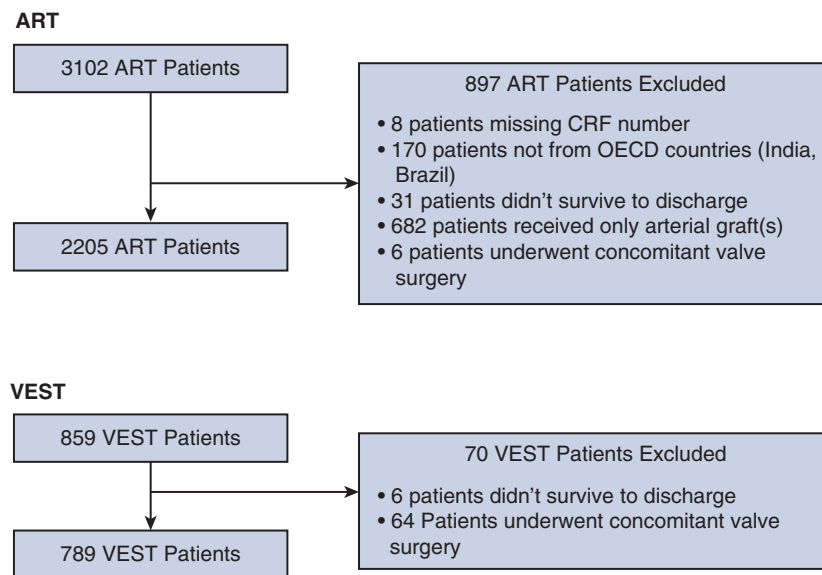 ART
3102 ART Patients
897 ART Patients Excluded
• 8 patients missing CRF number
• 170 patients not from OECD countries (India,
Brazil)
• 31 patients didn't survive to discharge
• 682 patients received only arterial graft(s)
• 6 patients underwent concomitant valve
surgery
2205 ART Patients
VEST
859 VEST Patients
70 VEST Patients Excluded
• 6 patients didn't survive to discharge
• 64 Patients underwent concomitant valve
surgery
789 VEST Patients